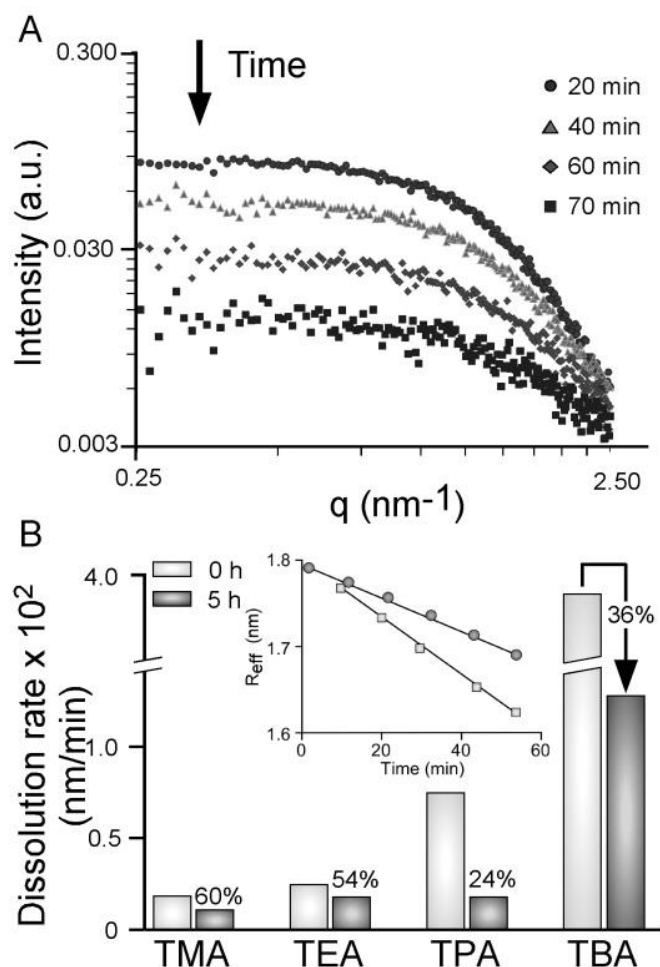 A
0.300
0.030
0.003
Intensity (a.u.)
Time
20 min
40 min
60 min
70 min
0.25
2.50
q (nm⁻¹)
B
0 h
5 h
4.0
1.0
0.5
0
Dissolution rate x 10²
(nm/min)
1.8
1.7
1.6
R_eff (nm)
0
20
40
60
Time (min)
60%
54%
24%
36%
TMA
TEA
TPA
TBA